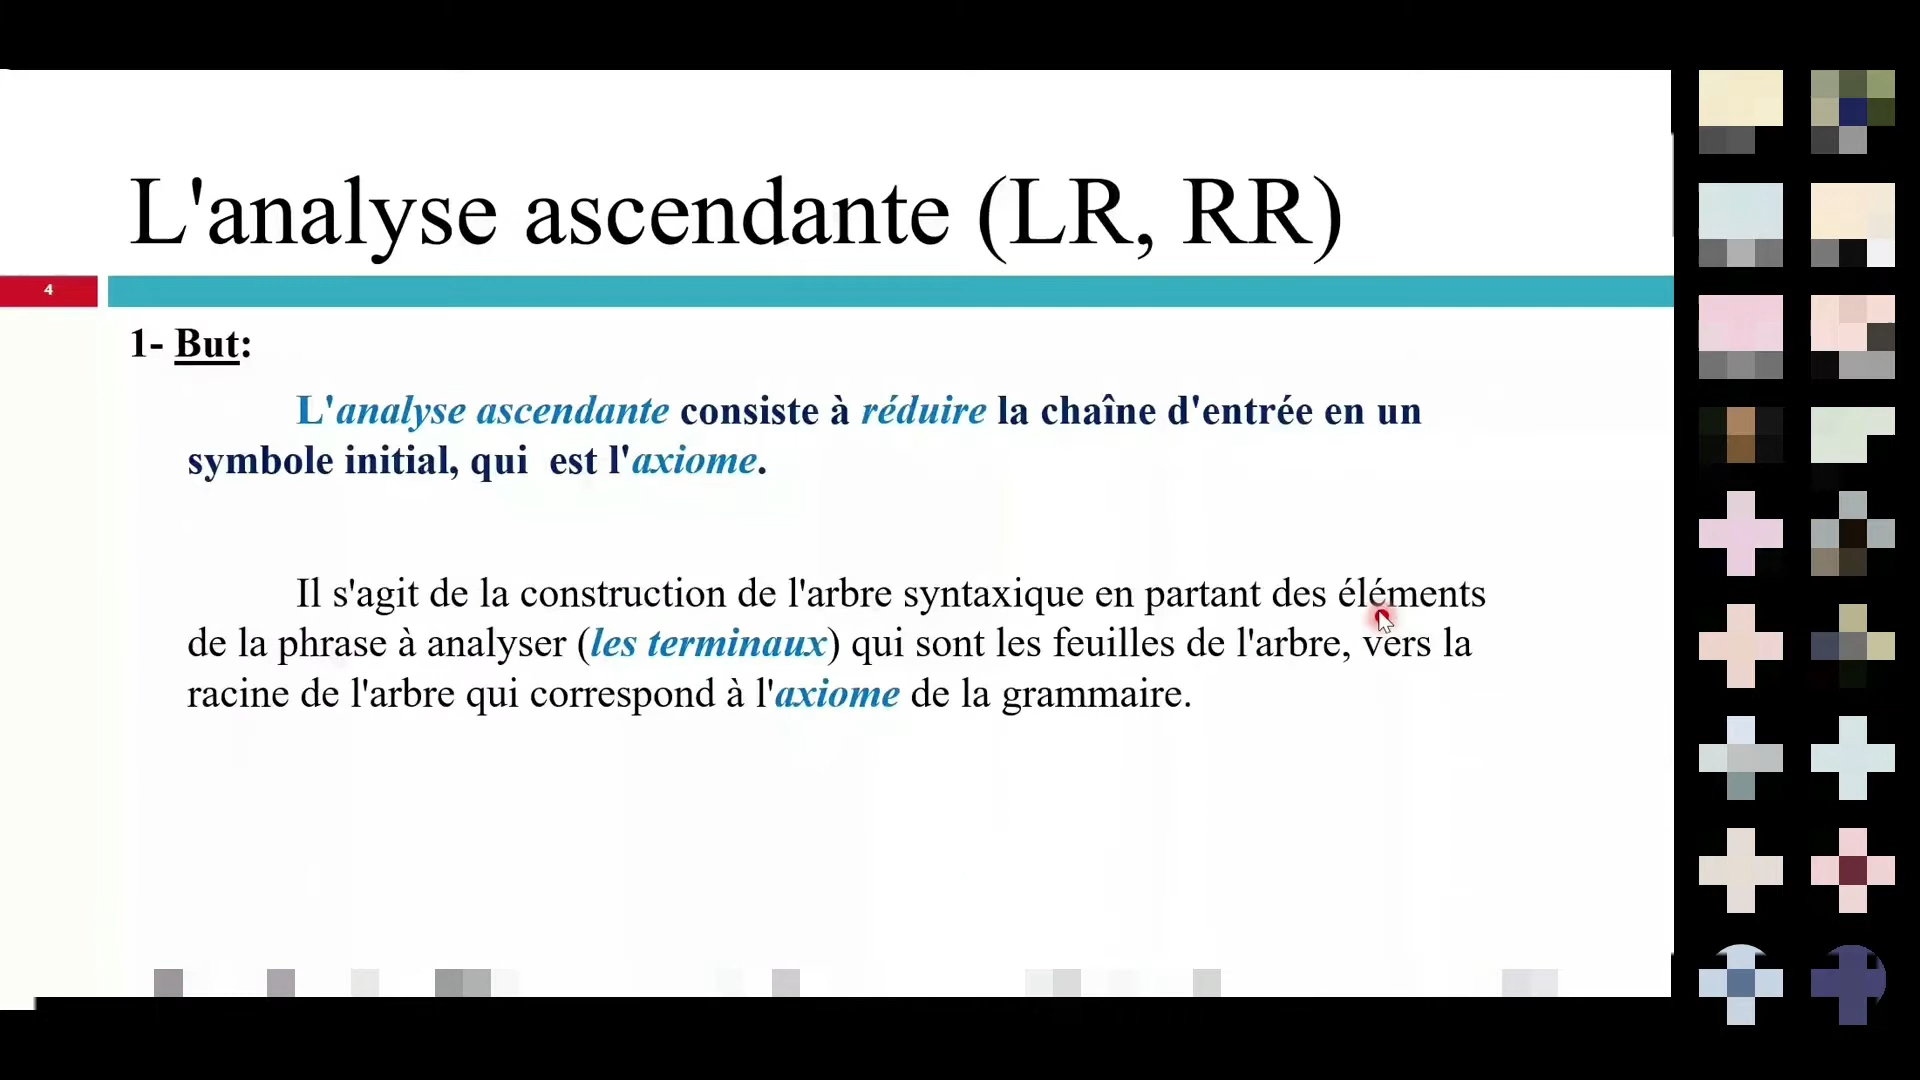 L'analyse ascendante (LR, RR)
4
1- But:
L'analyse ascendante consiste à réduire la chaîne d'entrée en un
symbole initial, qui est l'axiome.
Il s'agit de la construction de l'arbre syntaxique en partant des éléments
de la phrase à analyser (les terminaux) qui sont les feuilles de l'arbre, vers la
racine de l'arbre qui correspond à l'axiome de la grammaire.